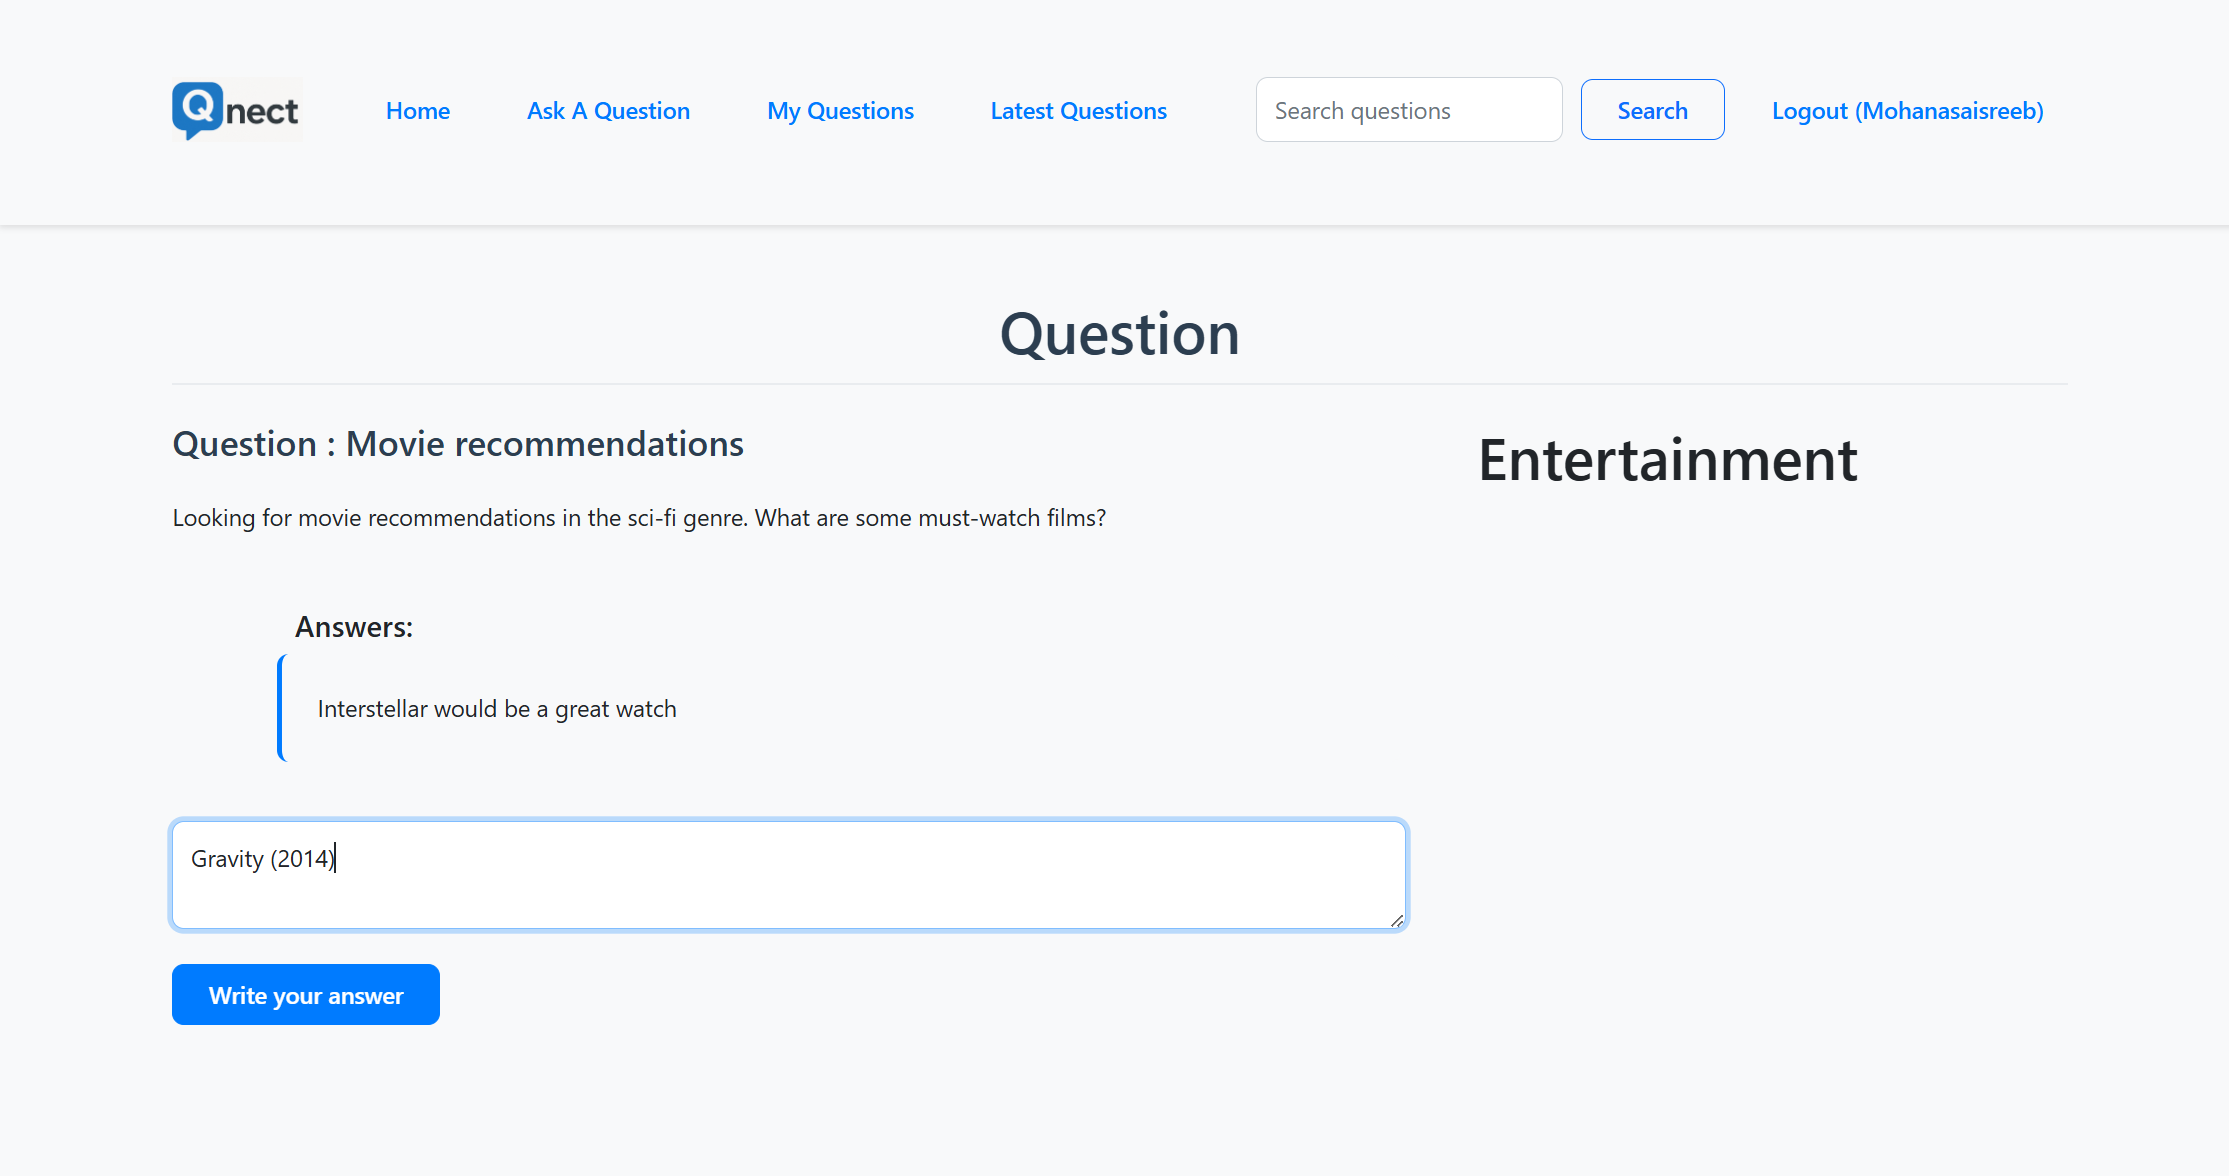 Qnect
Home
Ask A Question
My Questions
Latest Questions
Search questions
Search
Logout (Mohanasaisreeb)
Question
Question : Movie recommendations
Entertainment
Looking for movie recommendations in the sci-fi genre. What are some must-watch films?
Answers:
Interstellar would be a great watch
Gravity (2014)
Write your answer